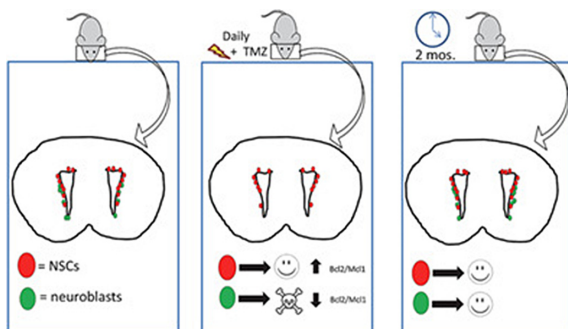 Daily
+ TMZ
2 mos.
= NSCs
= neuroblasts
Bcl2/Mcl1
Bcl2/Mcl1